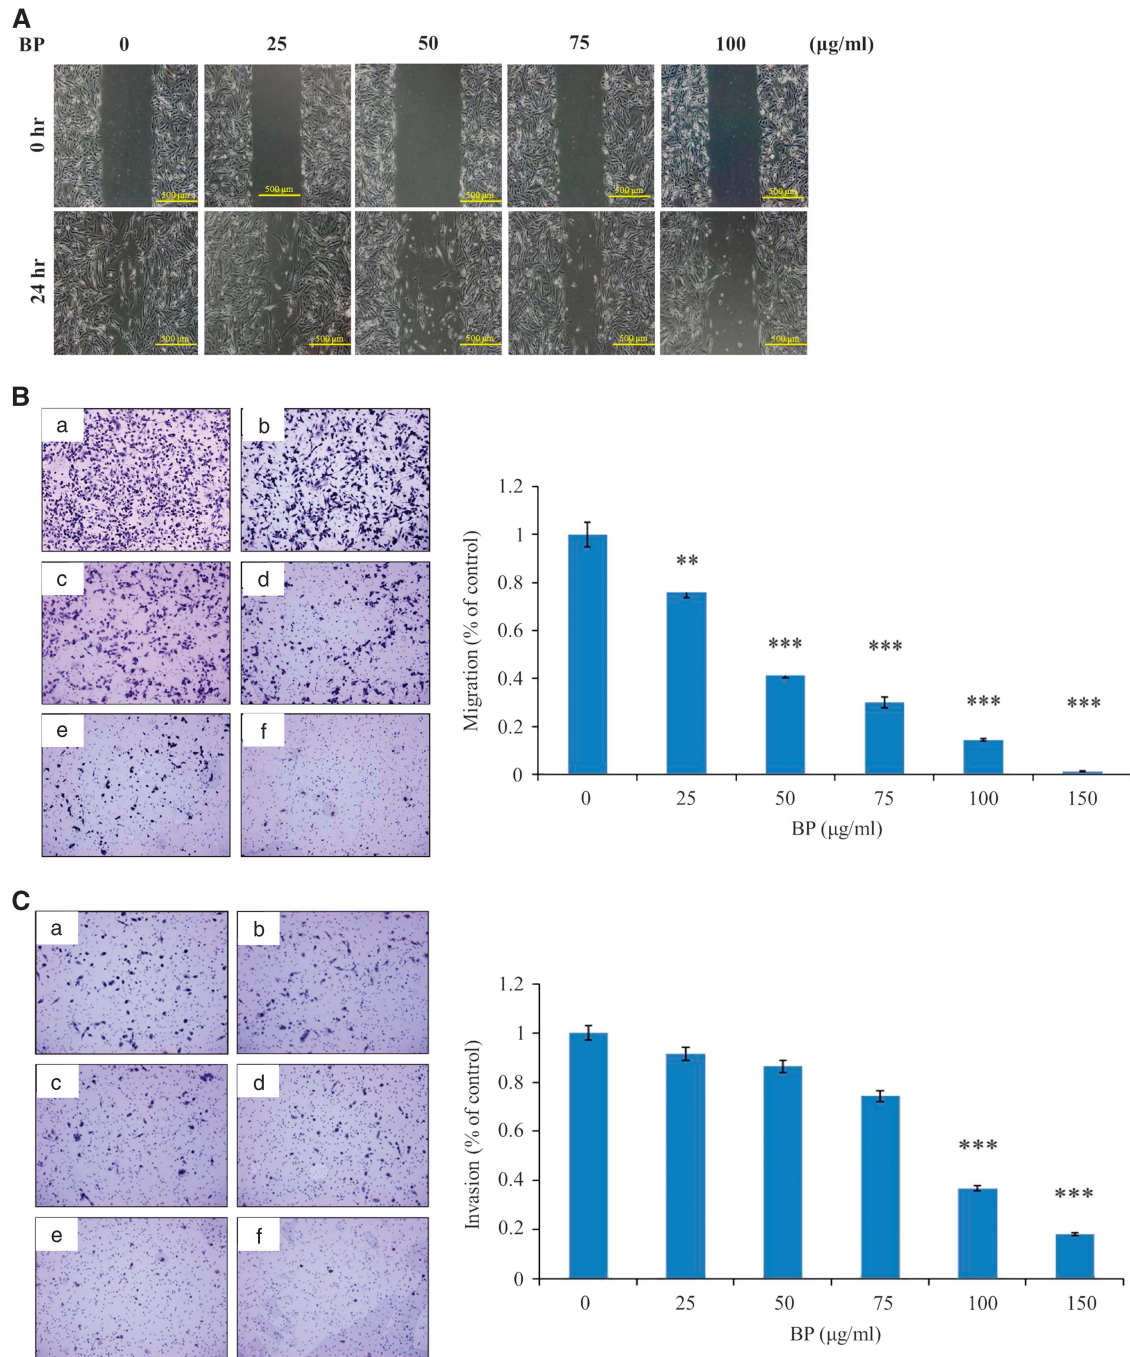 A
BP 0 25 50 75 100 (μg/ml)
0 hr
500 μm 500 μm 500 μm 500 μm 500 μm
24 hr
500 μm 500 μm 500 μm 500 μm 500 μm
B
a b
c d
e f
Migration (% of control)
1.2
1
0.8
0.6
0.4
0.2
0
** *** *** *** ***
0 25 50 75 100 150
BP (μg/ml)
C
a b
c d
e f
Invasion (% of control)
1.2
1
0.8
0.6
0.4
0.2
0
*** ***
0 25 50 75 100 150
BP (μg/ml)